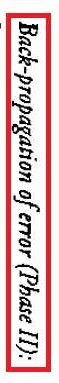 Back-propagation of error (Phase II):